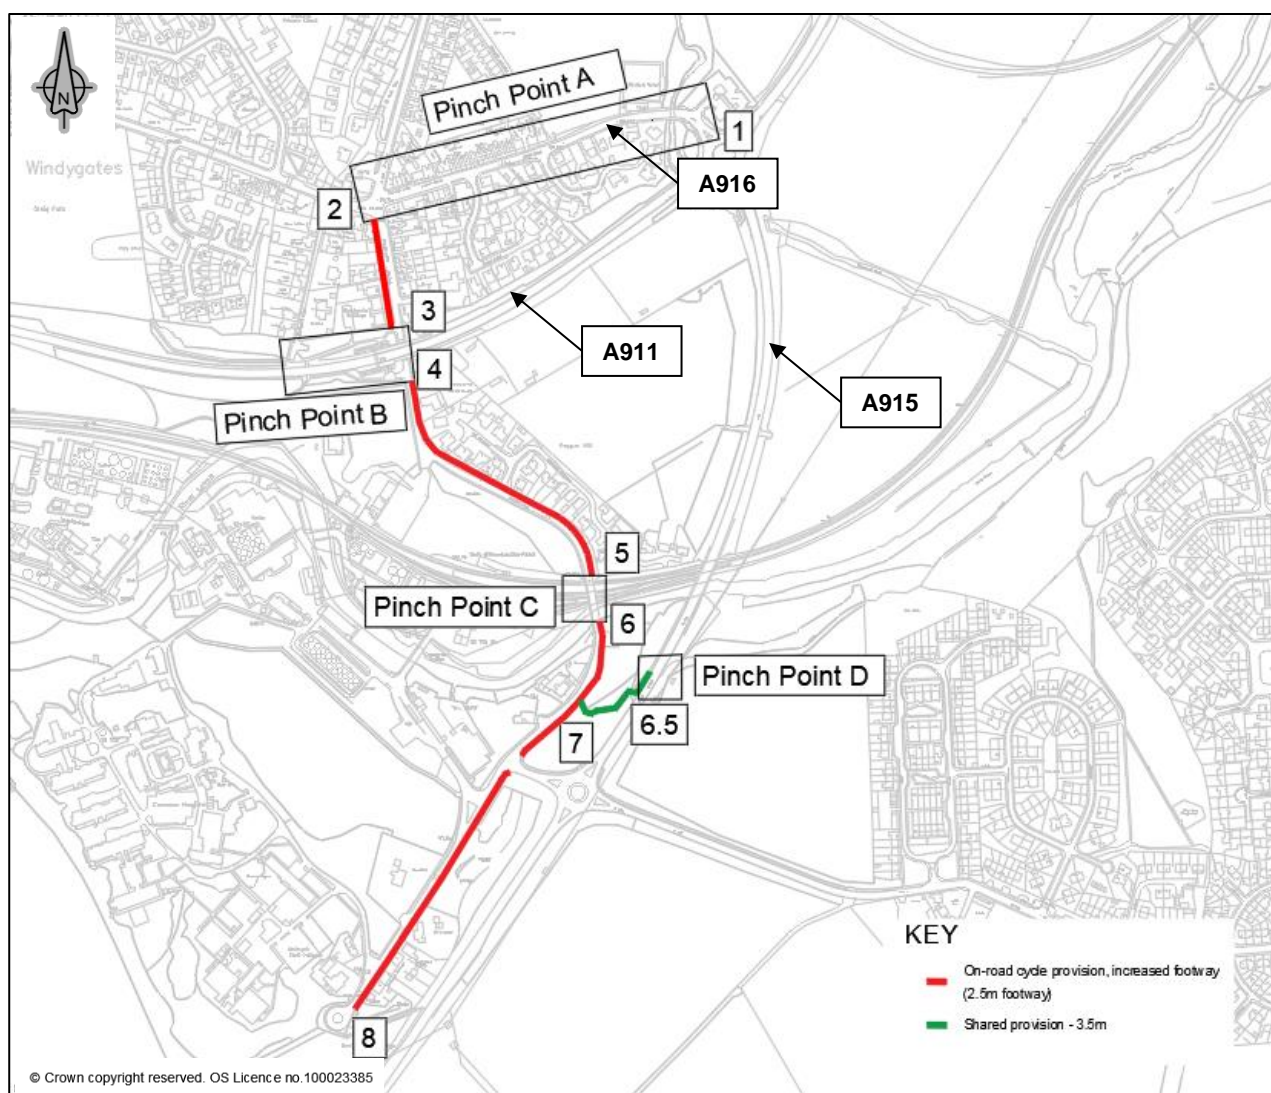 N
Pinch Point A
1
Windygates
A916
2
3
A911
4
A915
Pinch Point B
5
Pinch Point C
6
Pinch Point D
6.5
7
KEY
On-road cycle provision, increased footway
(2.5m footway)
Shared provision - 3.5m
8
© Crown copyright reserved. OS Licence no.100023385